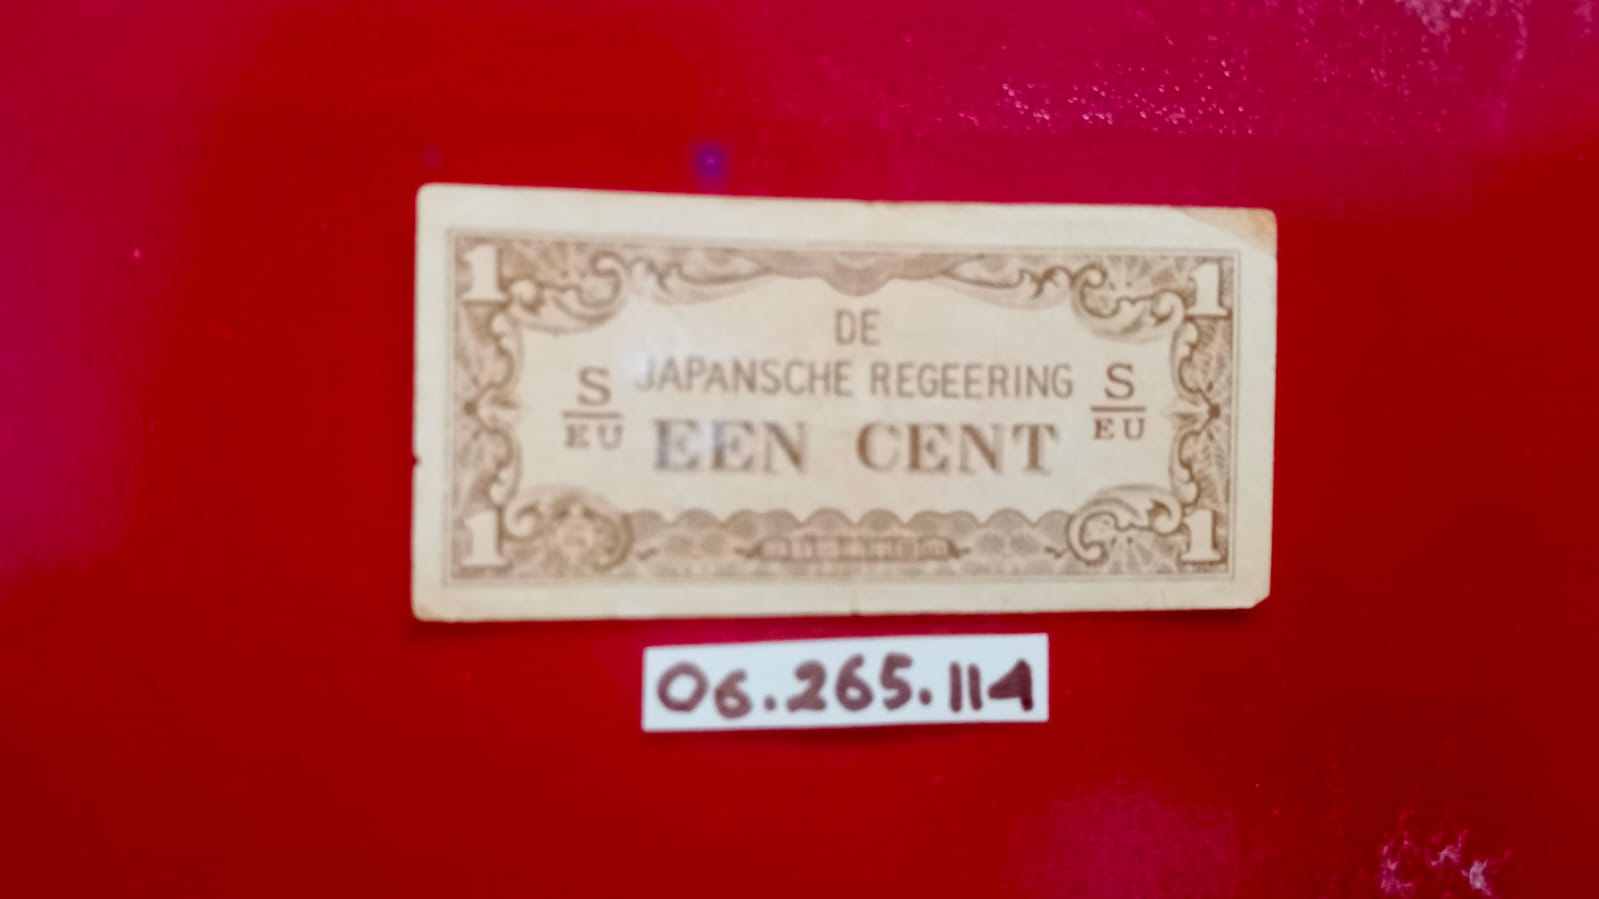 1 1
DE
S JAPANSCHE REGEERING S
EU EEN CENT EU
1 1
06.265.114